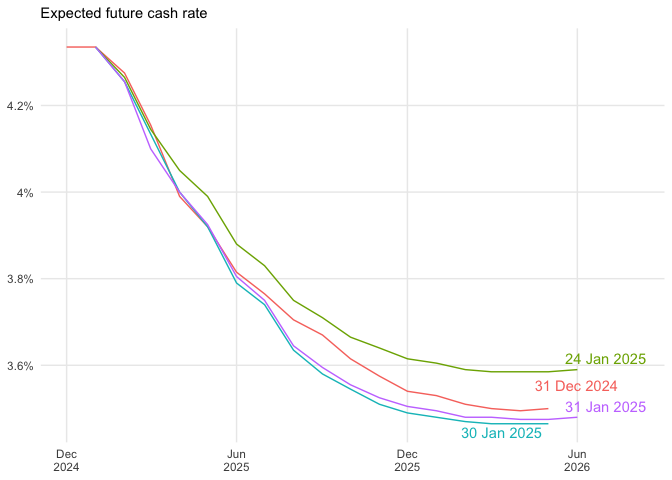 Expected future cash rate
4.2%
4%
3.8%
3.6%
24 Jan 2025
31 Dec 2024
31 Jan 2025
30 Jan 2025
Dec
2024
Jun
2025
Dec
2025
Jun
2026